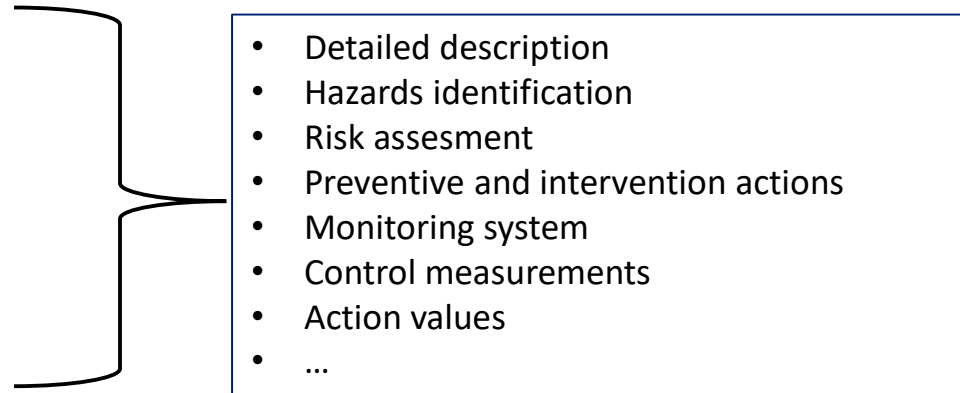 • Detailed description
• Hazards identification
• Risk assesment
• Preventive and intervention actions
• Monitoring system
• Control measurements
• Action values
• …